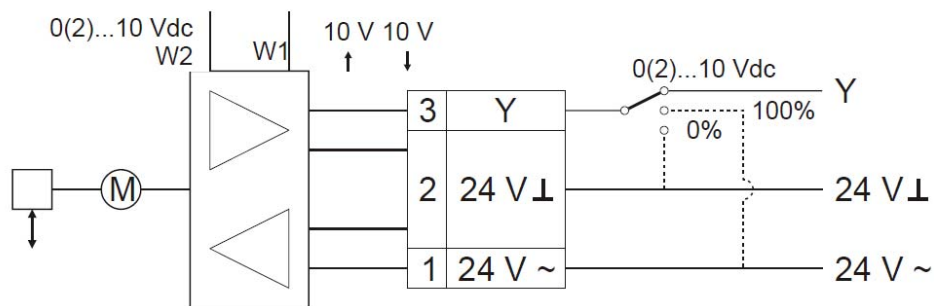 0(2)...10 Vdc
W2 W1 10 V 10 V
0(2)...10 Vdc
3 Y Y
100%
0%
M 2 24 V⊥ 24 V⊥
1 24 V ~ 24 V ~